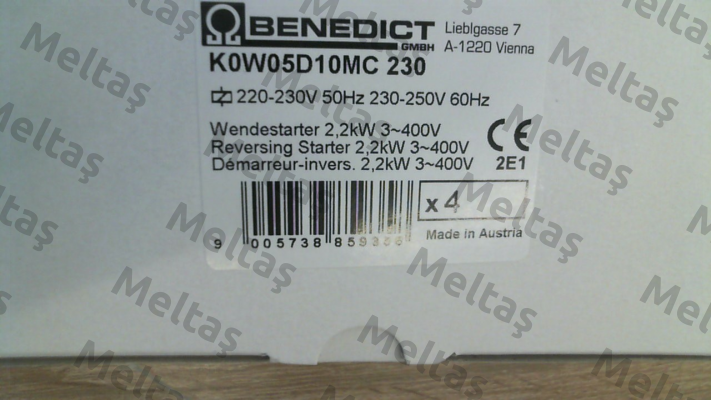 BENEDICT
GMBH
Lieblgasse 7
A-1220 Vienna
K0W05D10MC 230
220-230V 50Hz 230-250V 60Hz
Wendestarter 2,2kW 3~400V
Reversing Starter 2,2kW 3~400V
Démarreur-invers. 2,2kW 3~400V
CE
2E1
x 4
9 005738
Made in Austria
Meltaş